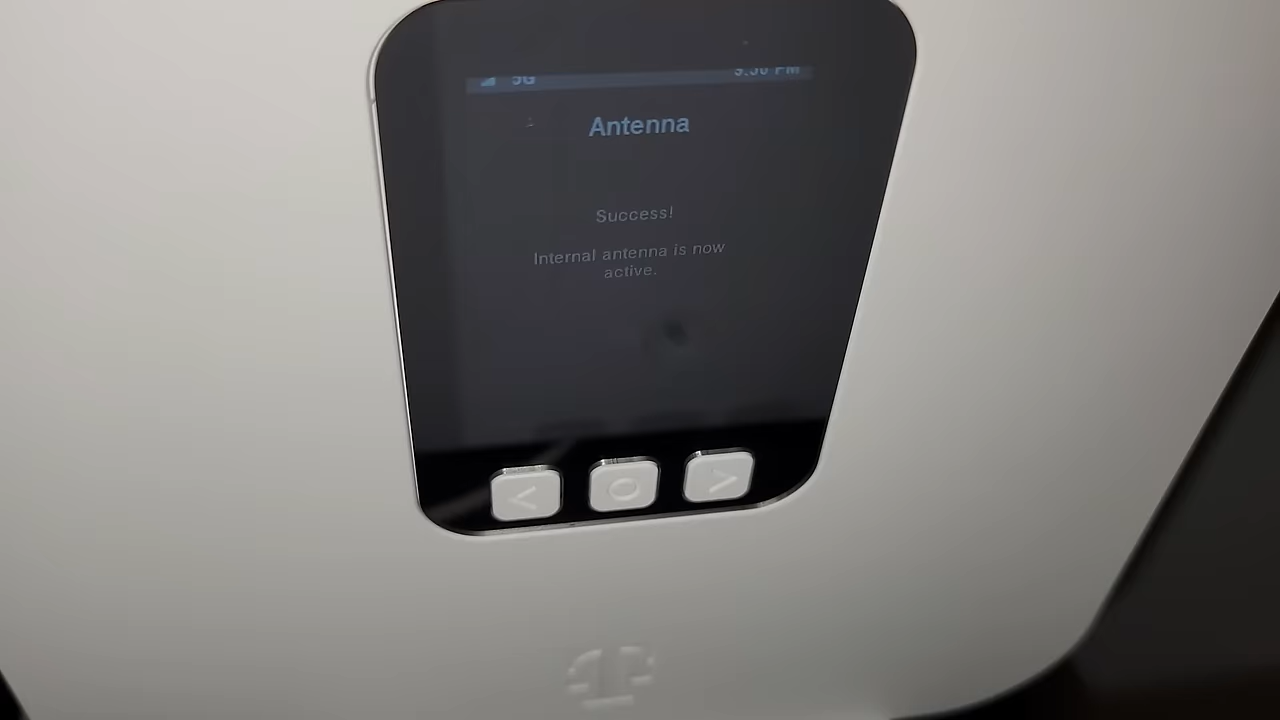 5G
Antenna
Success!
Internal antenna is now
active.